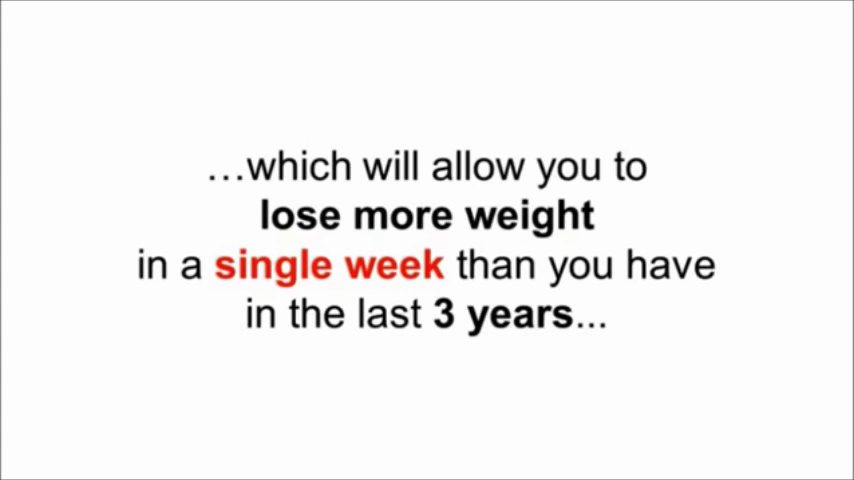 …which will allow you to
lose more weight
in a single week than you have
in the last 3 years...